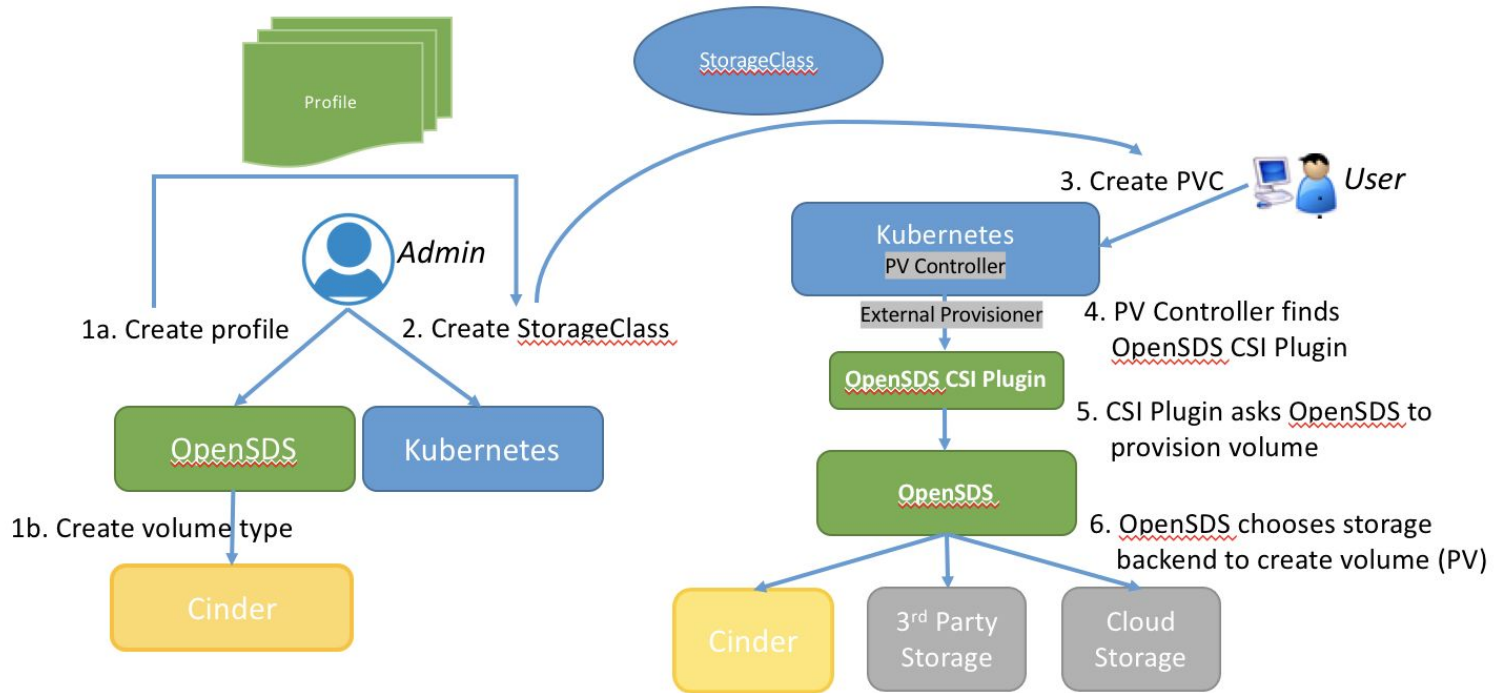 Profile
StorageClass
3. Create PVC
User
Kubernetes
PV Controller
Admin
1a. Create profile
2. Create StorageClass
External Provisioner
4. PV Controller finds
OpenSDS CSI Plugin
OpenSDS CSI Plugin
OpenSDS
Kubernetes
5. CSI Plugin asks OpenSDS to
provision volume
OpenSDS
1b. Create volume type
6. OpenSDS chooses storage
backend to create volume (PV)
Cinder
Cinder
3rd Party
Storage
Cloud
Storage